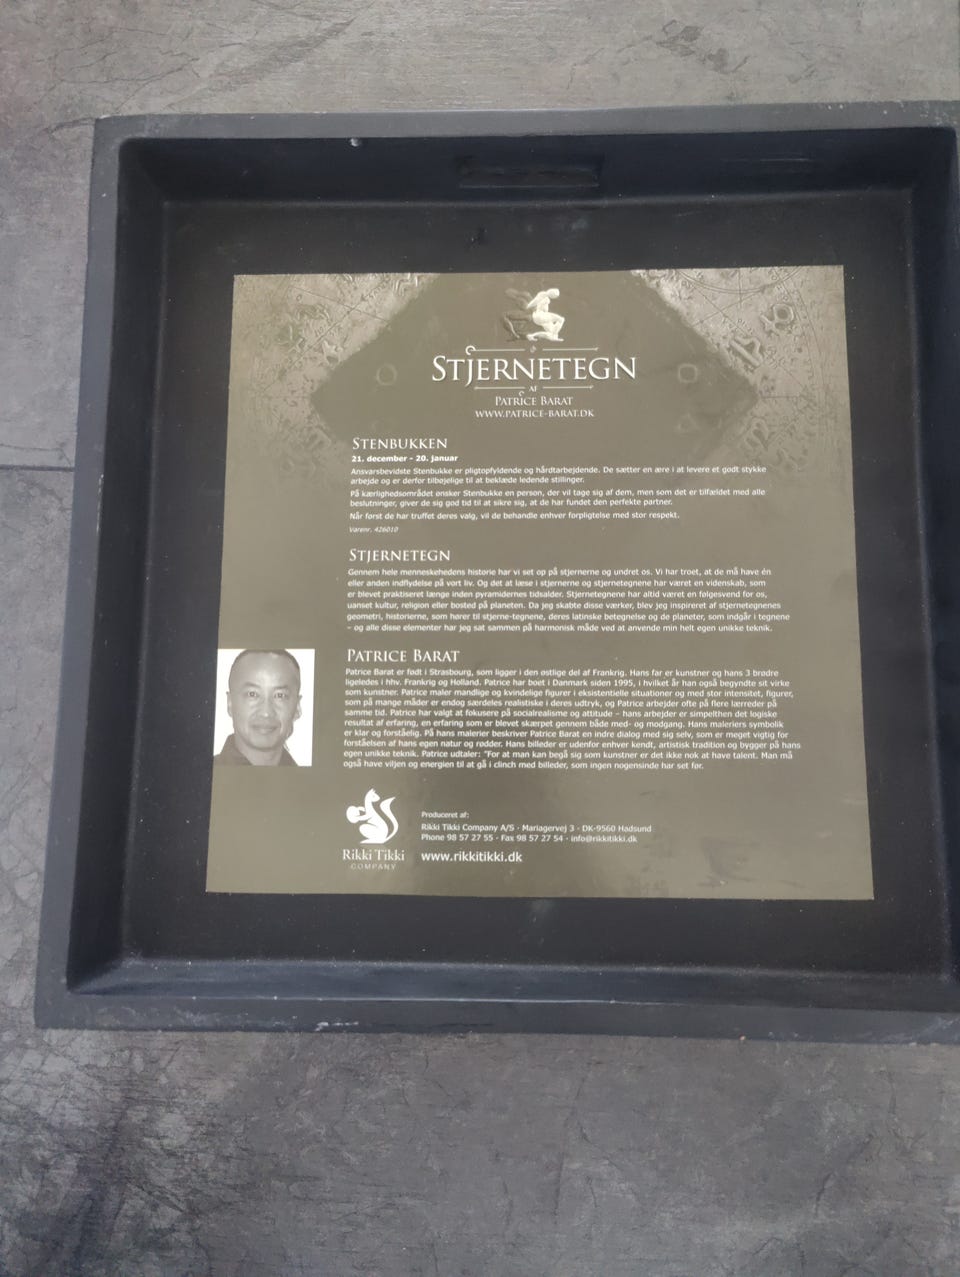 STJERNETEGN
AF
PATRICE BARAT
WWW.PATRICE-BARAT.DK
STENBUKKEN
21. december - 20. januar
Ansvarsbevidste Stenbukke er pligtopfyldende og hårdtarbejdende. De sætter en ære i at levere et godt stykke
arbejde og er derfor tilbøjelige til at beklæde ledende stillinger.
På kærlighedsområdet ønsker Stenbukke en person, der vil tage sig af dem, men som det er tilfældet med alle
beslutninger, giver de sig god tid til at sikre sig, at de har fundet den perfekte partner.
Når først de har truffet deres valg, vil de behandle enhver forpligtelse med stor respekt.
Varenr. 426010
STJERNETEGN
Gennem hele menneskehedens historie har vi set op på stjernerne og undret os. Vi har troet, at de må have én
eller anden indflydelse på vort liv. Og det at læse i stjernerne og stjernetegnene har været en videnskab, som
er blevet praktiseret længe inden pyramidernes tidsalder. Stjernetegnene har altid været en følgesvend for os,
uanset kultur, religion eller bosted på planeten. Da jeg skabte disse værker, blev jeg inspireret af stjernetegnenes
geometri, historierne, som hører til stjerne-tegnene, deres latinske betegnelse og de planeter, som indgår i tegnene
- og alle disse elementer har jeg sat sammen på harmonisk måde ved at anvende min helt egen unikke teknik.
PATRICE BARAT
Patrice Barat er født i Strasbourg, som ligger i den østlige del af Frankrig. Hans far er kunstner og hans 3 brødre
ligeledes i hhv. Frankrig og Holland. Patrice har boet i Danmark siden 1995, i hvilket år han også begyndte sit virke
som kunstner. Patrice maler mandlige og kvindelige figurer i eksistentielle situationer og med stor intensitet, figurer,
som på mange måder er endog særdeles realistiske i deres udtryk, og Patrice arbejder ofte på flere lærreder på
samme tid. Patrice har valgt at fokusere på socialrealisme og attitude - hans arbejder er simpelthen det logiske
resultat af erfaring, en erfaring som er blevet skærpet gennem både med- og modgang. Hans maleriers symbolik
er klar og forståelig. På hans malerier beskriver Patrice Barat en indre dialog med sig selv, som er meget vigtig for
forståelsen af hans egen natur og rødder. Hans billeder er udenfor enhver kendt, artistisk tradition og bygger på hans
egen unikke teknik. Patrice udtaler: "For at man kan begå sig som kunstner er det ikke nok at have talent. Man må
også have viljen og energien til at gå i clinch med billeder, som ingen nogensinde har set før.
Produceret af:
Rikki Tikki Company A/S - Mariagervej 3 - DK-9560 Hadsund
Phone 98 57 27 55 - Fax 98 57 27 54 - info@rikkitikki.dk
www.rikkitikki.dk
Rikki Tikki
COMPANY